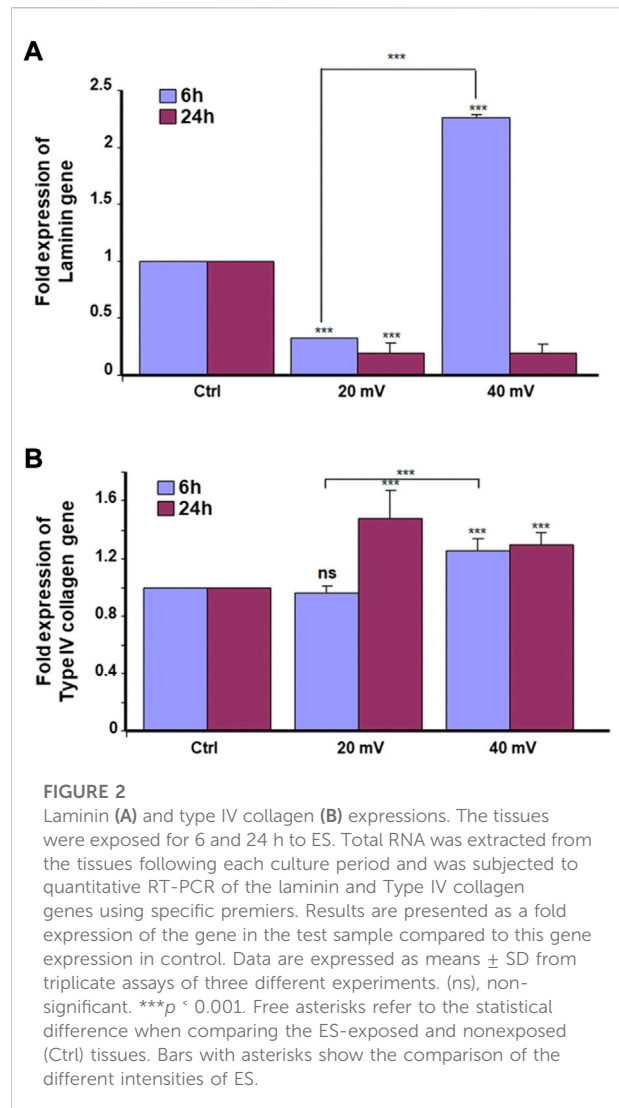 A
***
2.5
6h
24h
***
2
1.5
1
0.5
0
*** ***
Fold expression of
Laminin gene
Ctrl 20 mV 40 mV
B
***
6h
24h
***
1.6
*** ***
1.2
ns
0.8
0.4
0
Fold expression of
Type IV collagen gene
Ctrl 20 mV 40 mV
FIGURE 2
Laminin (A) and type IV collagen (B) expressions. The tissues
were exposed for 6 and 24 h to ES. Total RNA was extracted from
the tissues following each culture period and was subjected to
quantitative RT-PCR of the laminin and Type IV collagen
genes using specific premiers. Results are presented as a fold
expression of the gene in the test sample compared to this gene
expression in control. Data are expressed as means ± SD from
triplicate assays of three different experiments. (ns), non-
significant. ***p < 0.001. Free asterisks refer to the statistical
difference when comparing the ES-exposed and nonexposed
(Ctrl) tissues. Bars with asterisks show the comparison of the
different intensities of ES.